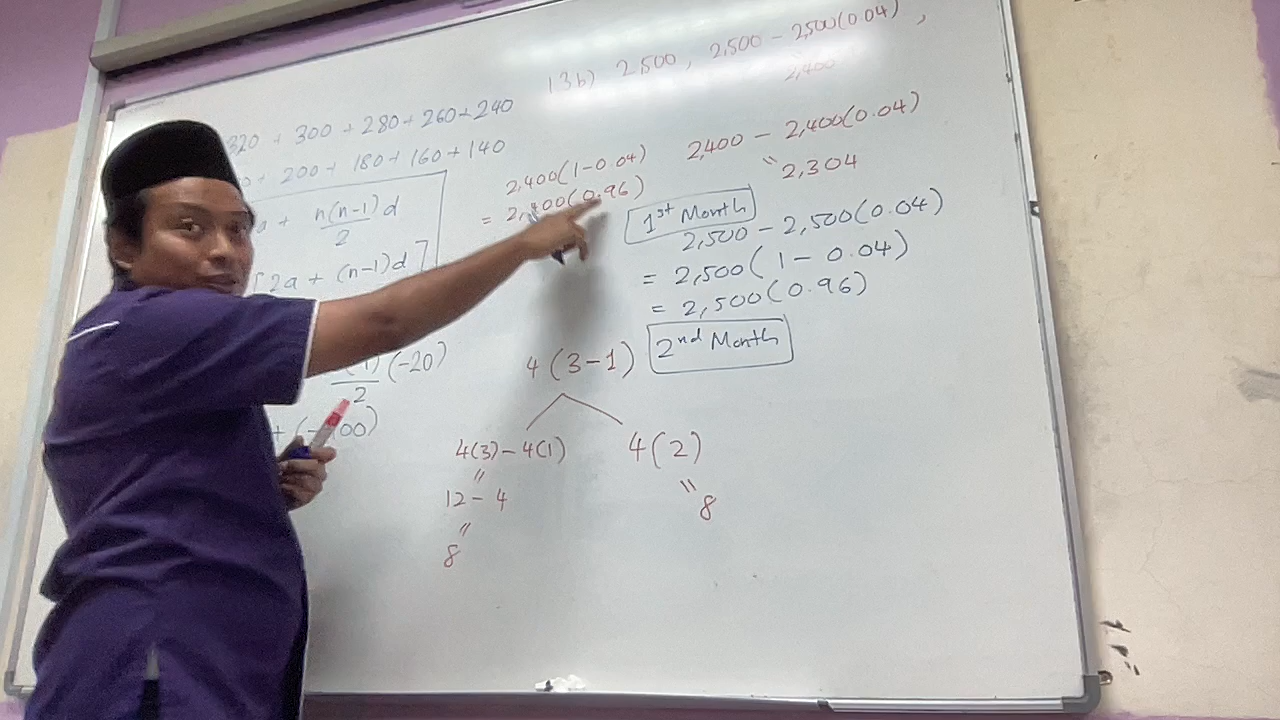 320 + 300 + 280 + 260 + 240
+ 200 + 180 + 160 + 140
a + n(n-1)d
2
[2a + (n-1)d]
(-20)
2
+ (-100)
13b) 2,500, 2,500 - 2,500(0.04),
2,400
2,400 - 2,400(0.04)
" 2,304
2,400(1-0.04)
= 2,400(0.96)
1st Month
2,500 - 2,500(0.04)
= 2,500(1 - 0.04)
= 2,500(0.96)
2nd Month
4(3-1)
4(3)-4(1)
"
12-4
"
8
4(2)
"
8